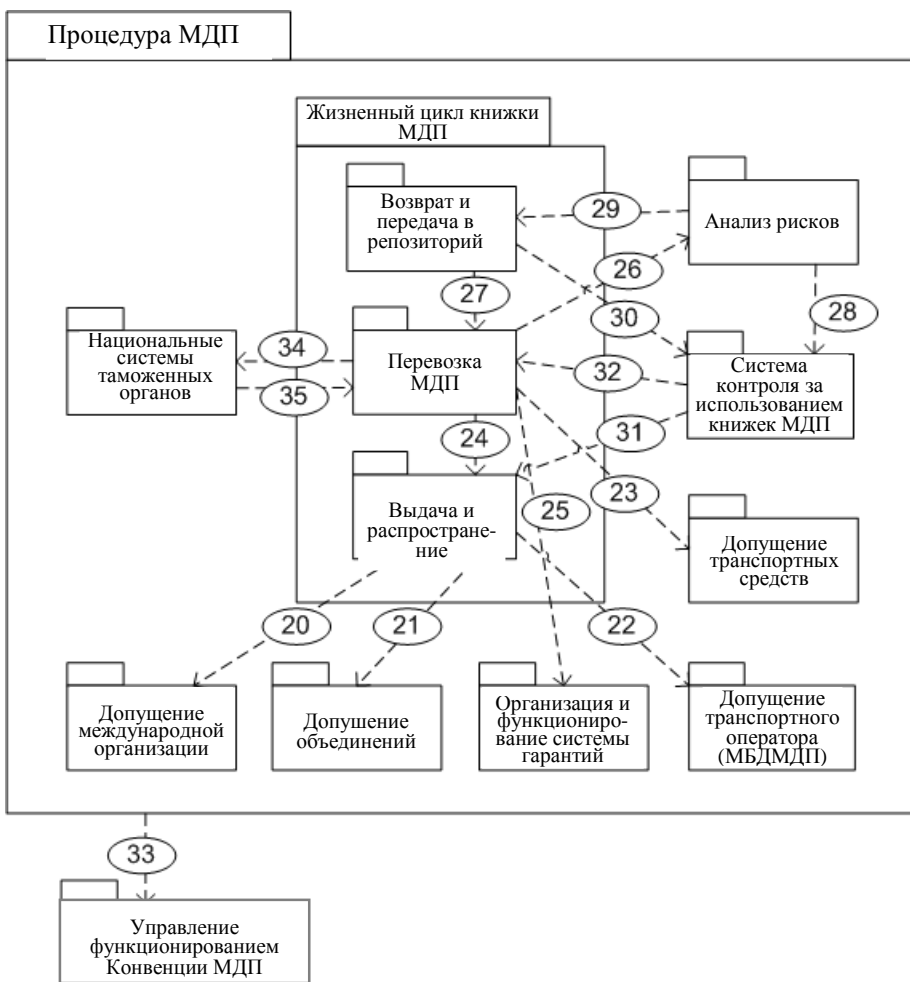 Процедура МДП
Жизненный цикл книжки
МДП
Возврат и
передача в
репозиторий
29
Анализ рисков
26
27
30
28
Национальные
системы
таможенных
органов
34
35
Перевозка
МДП
32
Система
контроля за
использованием
книжек МДП
24
31
Выдача и
распростране-
ние
25
23
Допущение
транспортных
средств
20
21
22
Допущение
международной
организации
Допушение
объединений
Организация и
функциониро-
вание системы
гарантий
Допущение
транспортного
оператора
(МБДМДП)
33
Управление
функционированием
Конвенции МДП